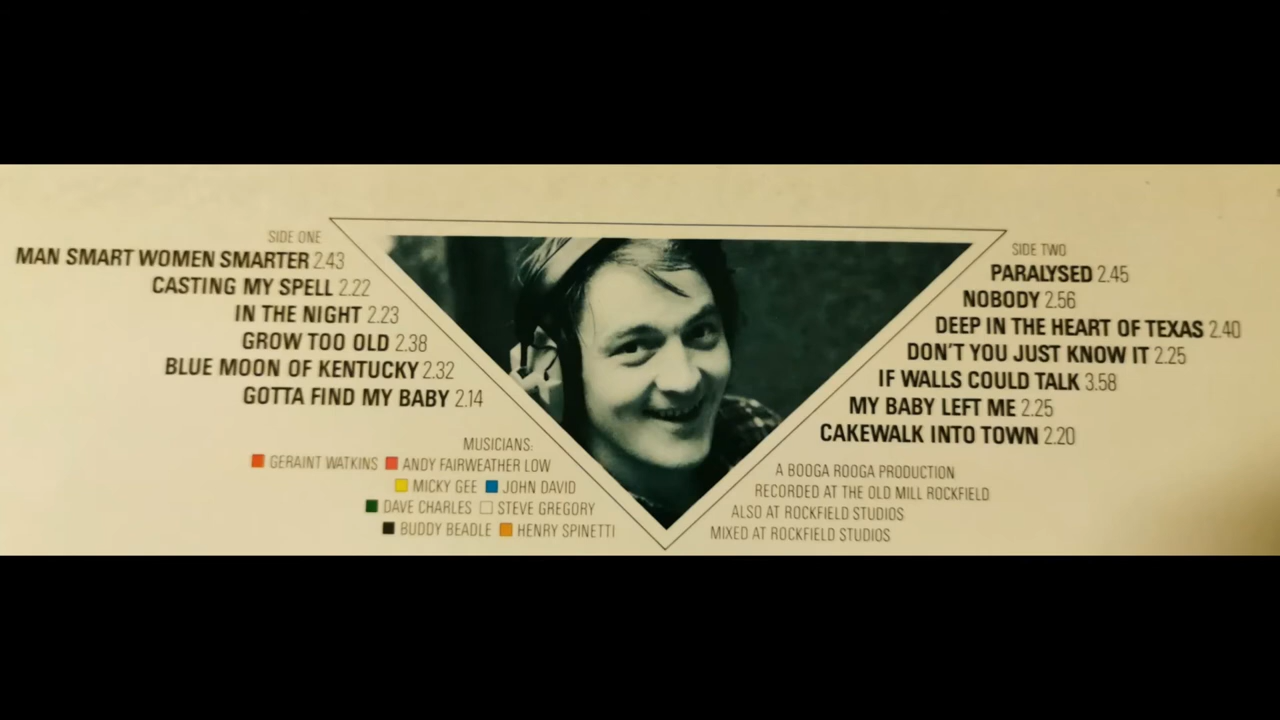 SIDE ONE
MAN SMART WOMEN SMARTER 2.43
CASTING MY SPELL 2.22
IN THE NIGHT 2.23
GROW TOO OLD 2.38
BLUE MOON OF KENTUCKY 2.32
GOTTA FIND MY BABY 2.14
MUSICIANS:
GERAINT WATKINS ANDY FAIRWEATHER LOW
MICKY GEE JOHN DAVID
DAVE CHARLES STEVE GREGORY
BUDDY BEADLE HENRY SPINETTI
SIDE TWO
PARALYSED 2.45
NOBODY 2.56
DEEP IN THE HEART OF TEXAS 2.40
DON'T YOU JUST KNOW IT 2.25
IF WALLS COULD TALK 3.58
MY BABY LEFT ME 2.25
CAKEWALK INTO TOWN 2.20
A BOOGA ROOGA PRODUCTION
RECORDED AT THE OLD MILL ROCKFIELD
ALSO AT ROCKFIELD STUDIOS
MIXED AT ROCKFIELD STUDIOS